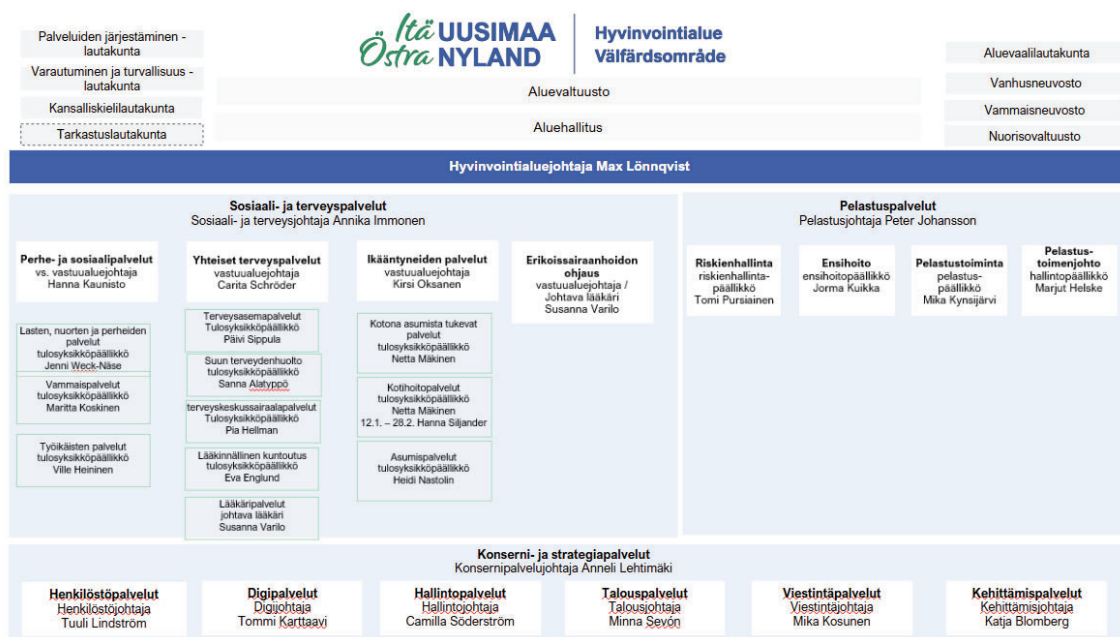 Palveluiden järjestäminen -
lautakunta
Varautuminen ja turvallisuus -
lautakunta
Kansalliskielilautakunta
Tarkastuslautakunta
Itä UUSIMAA
Östra NYLAND
Hyvinvointialue
Välfärdsområde
Aluevaltuusto
Aluehallitus
Aluevaalilautakunta
Vanhusneuvosto
Vammaisneuvosto
Nuorisovaltuusto
Hyvinvointialuejohtaja Max Lönnqvist
Sosiaali- ja terveyspalvelut
Sosiaali- ja terveysjohtaja Annika Immonen
Perhe- ja sosiaalipalvelut
vs. vastuualuejohtaja
Hanna Kaunisto
Lasten, nuorten ja perheiden
palvelut
tulosyksikköpäällikkö
Jenni Weck-Näse
Vammaispalvelut
tulosyksikköpäällikkö
Maritta Koskinen
Työikäisten palvelut
tulosyksikköpäällikkö
Ville Heininen
Yhteiset terveyspalvelut
vastuualuejohtaja
Carita Schröder
Terveysasemapalvelut
Tulosyksikköpäällikkö
Päivi Sippula
Suun terveydenhuolto
tulosyksikköpäällikkö
Sanna Alatyppö
terveyskeskussairaalapalvelut
Tulosyksikköpäällikkö
Pia Hellman
Lääkinnällinen kuntoutus
tulosyksikköpäällikkö
Eva Englund
Lääkäripalvelut
johtava lääkäri
Susanna Varilo
Ikääntyneiden palvelut
vastuualuejohtaja
Kirsi Oksanen
Kotona asumista tukevat
palvelut
tulosyksikköpäällikkö
Netta Mäkinen
Kotihoitopalvelut
tulosyksikköpäällikkö
Netta Mäkinen
12.1. – 28.2. Hanna Siljander
Asumispalvelut
tulosyksikköpäällikkö
Heidi Nastolin
Erikoissairaanhoidon
ohjaus
vastuualuejohtaja /
Johtava lääkäri
Susanna Varilo
Pelastuspalvelut
Pelastusjohtaja Peter Johansson
Riskienhallinta
riskienhallinta-
päällikkö
Tomi Pursiainen
Ensihoito
ensihoitopäällikkö
Jorma Kuikka
Pelastustoiminta
pelastus-
päällikkö
Mika Kynsijärvi
Pelastus-
toimenjohto
hallintopäällikkö
Marjut Helske
Konserni- ja strategiapalvelut
Konsernipalvelujohtaja Anneli Lehtimäki
Henkilöstöpalvelut
Henkilöstöjohtaja
Tuuli Lindström
Digipalvelut
Digijohtaja
Tommi Karttaavi
Hallintopalvelut
Hallintojohtaja
Camilla Söderström
Talouspalvelut
Talousjohtaja
Minna Sevón
Viestintäpalvelut
Viestintäjohtaja
Mika Kosunen
Kehittämispalvelut
Kehittämisjohtaja
Katja Blomberg